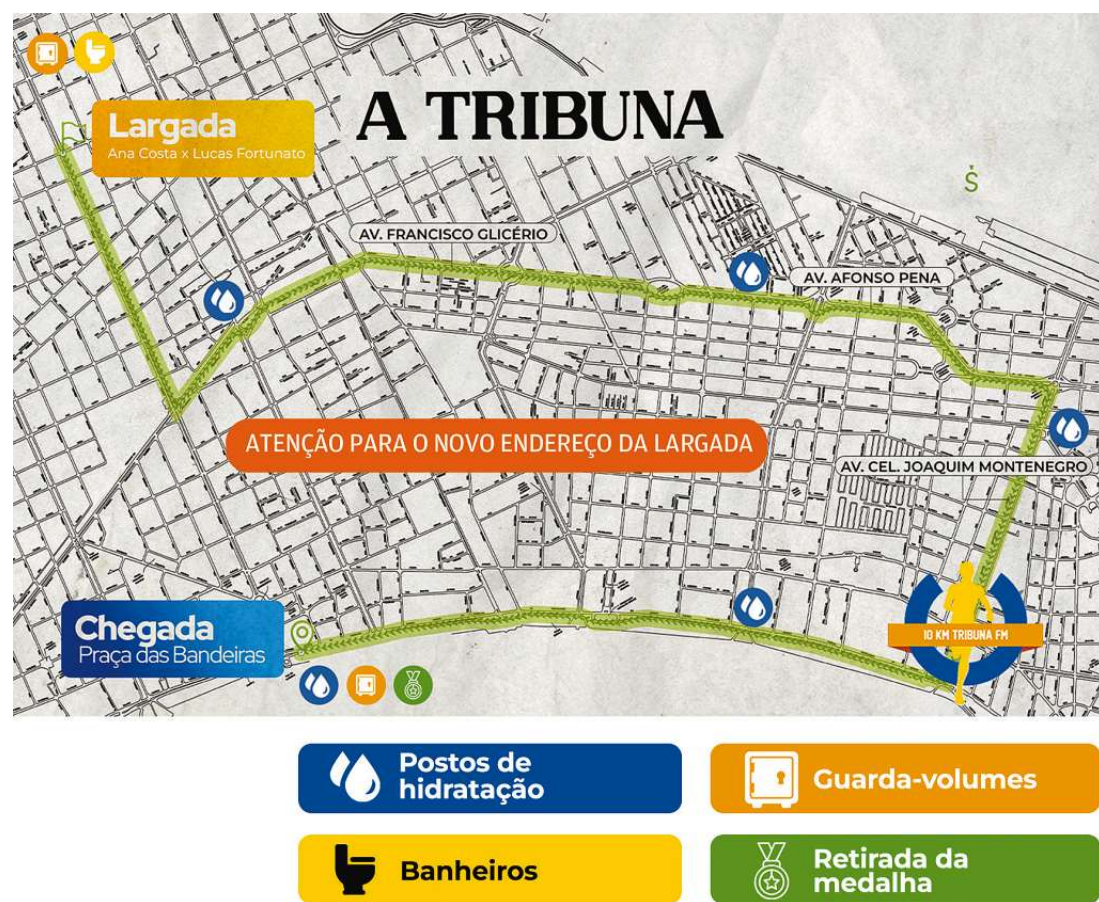 A TRIBUNA
Largada
Ana Costa x Lucas Fortunato
Ṡ
AV. FRANCISCO GLICÉRIO
AV. AFONSO PENA
ATENÇÃO PARA O NOVO ENDEREÇO DA LARGADA
AV. CEL. JOAQUIM MONTENEGRO
Chegada
Praça das Bandeiras
10 KM TRIBUNA FM
Postos de
hidratação
Guarda-volumes
Banheiros
Retirada da
medalha